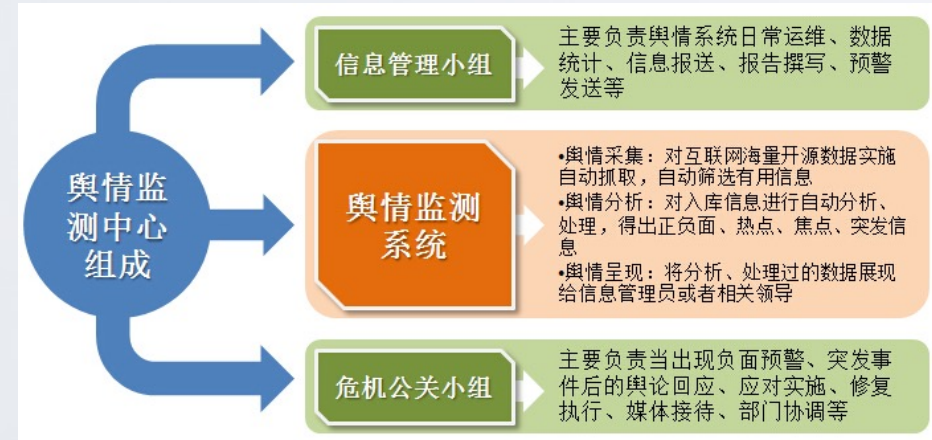 舆情监
测中心
组成
信息管理小组
主要负责舆情系统日常运维、数据
统计、信息报送、报告撰写、预警
发送等
舆情监测
系统
•舆情采集：对互联网海量开源数据实施
自动抓取，自动筛选有用信息
•舆情分析：对入库信息进行自动分析、
处理，得出正负面、热点、焦点、突发信
息
•舆情呈现：将分析、处理过的数据展现
给信息管理员或者相关领导
危机公关小组
主要负责当出现负面预警、突发事
件后的舆论回应、应对实施、修复
执行、媒体接待、部门协调等